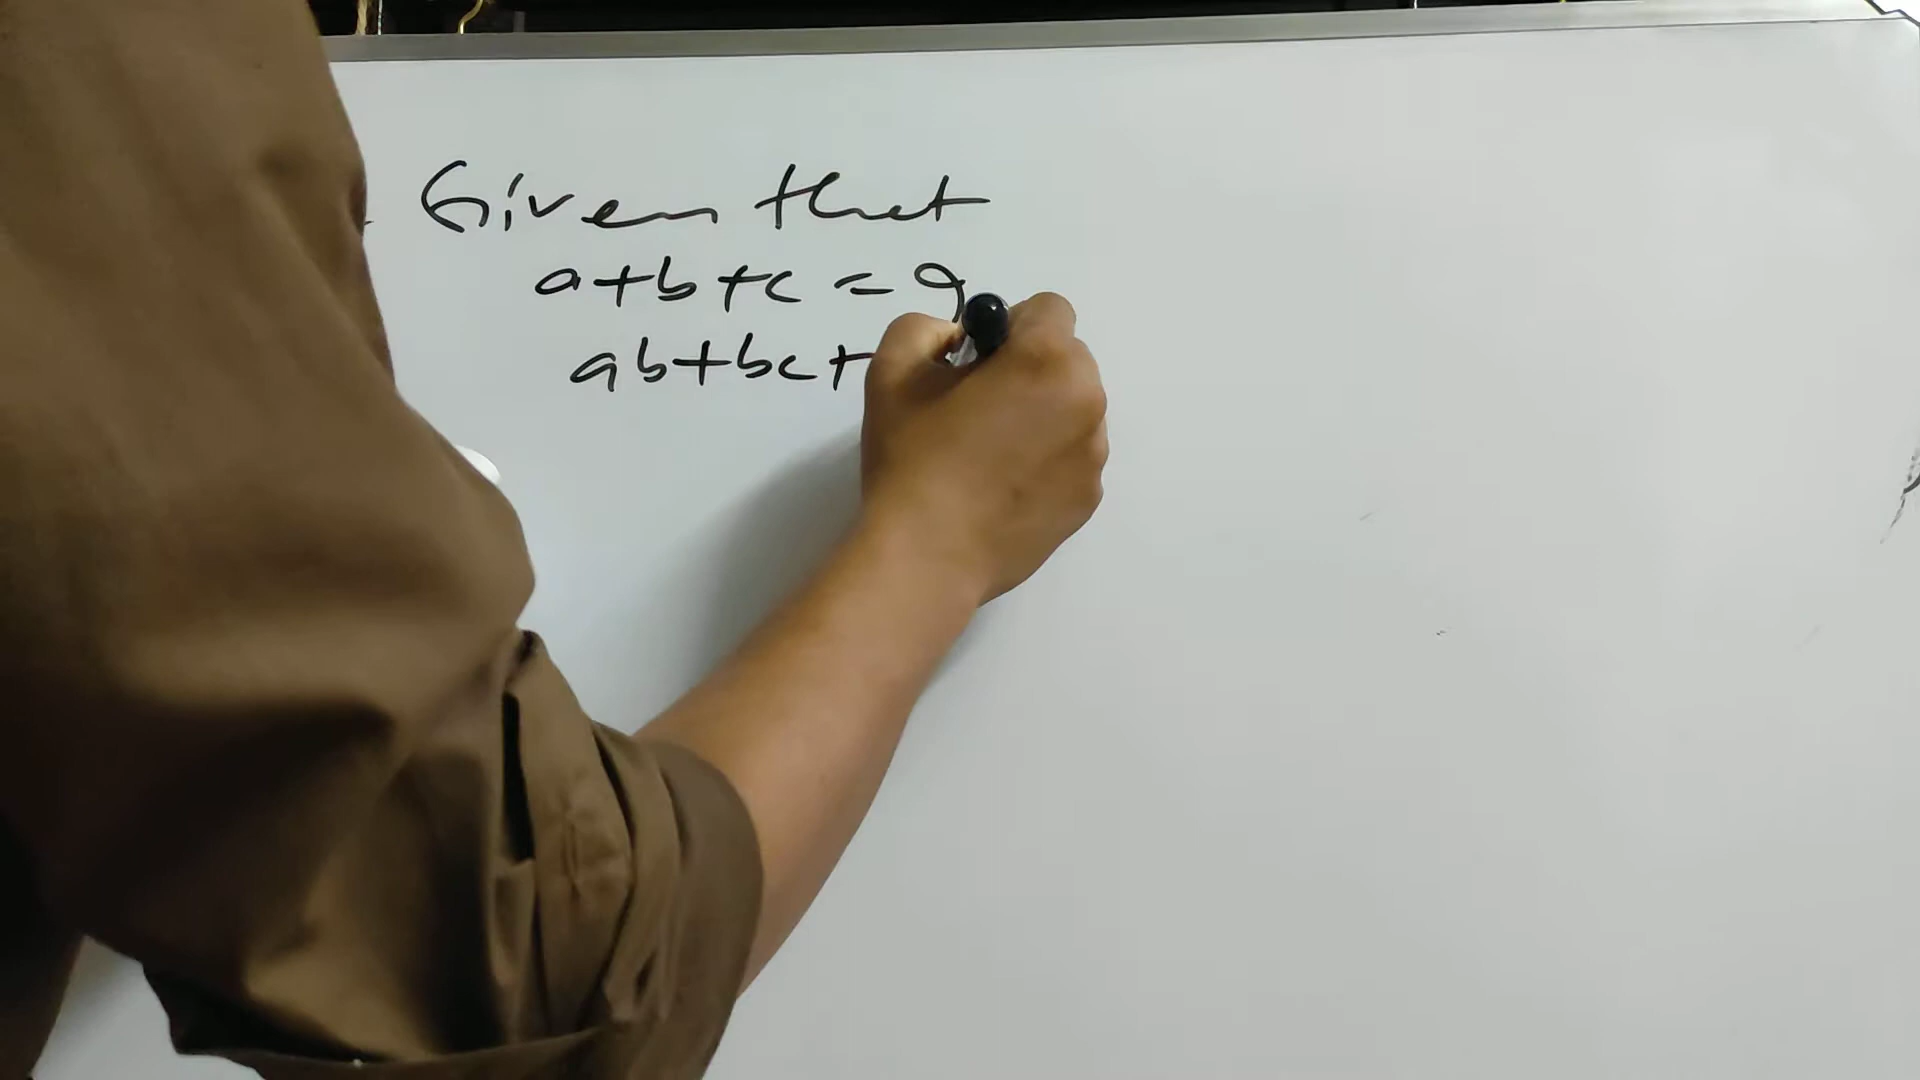 Given that
a+b+c = 9
ab+bc+